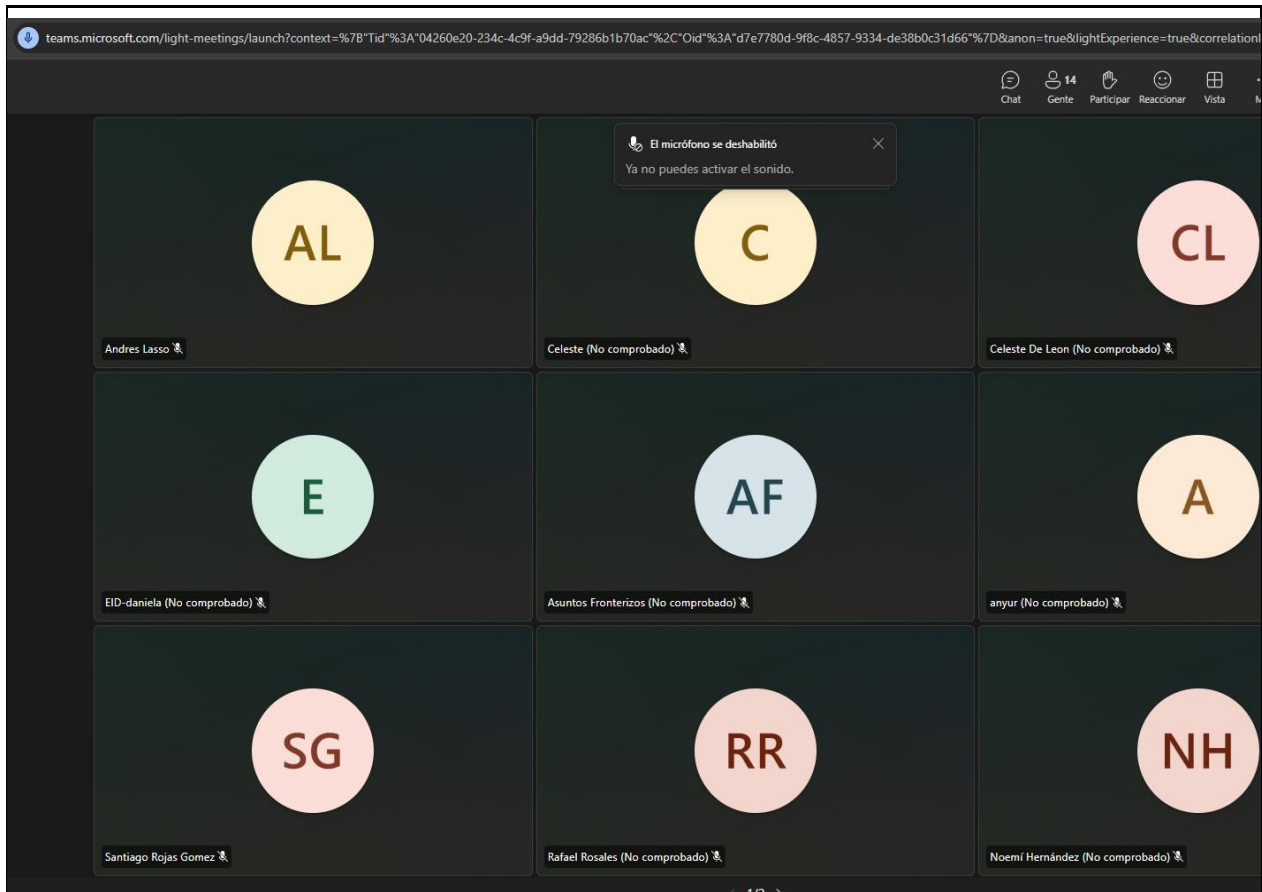 teams.microsoft.com/light-meetings/launch?context=%7B"Tid"%3A"04260e20-234c-4c9f-a9dd-79286b1b70ac"%2C"Oid"%3A"d7e7780d-9f8c-4857-9334-de38b0c31d66"%7D&anon=true&lightExperience=true&correlationI
14
Chat Gente Participar Reaccionar Vista
El micrófono se deshabilitó
Ya no puedes activar el sonido.
AL C CL
Andres Lasso Celeste (No comprobado) Celeste De Leon (No comprobado)
E AF A
EID-daniela (No comprobado) Asuntos Fronterizos (No comprobado) anyur (No comprobado)
SG RR NH
Santiago Rojas Gomez Rafael Rosales (No comprobado) Noemí Hernández (No comprobado)